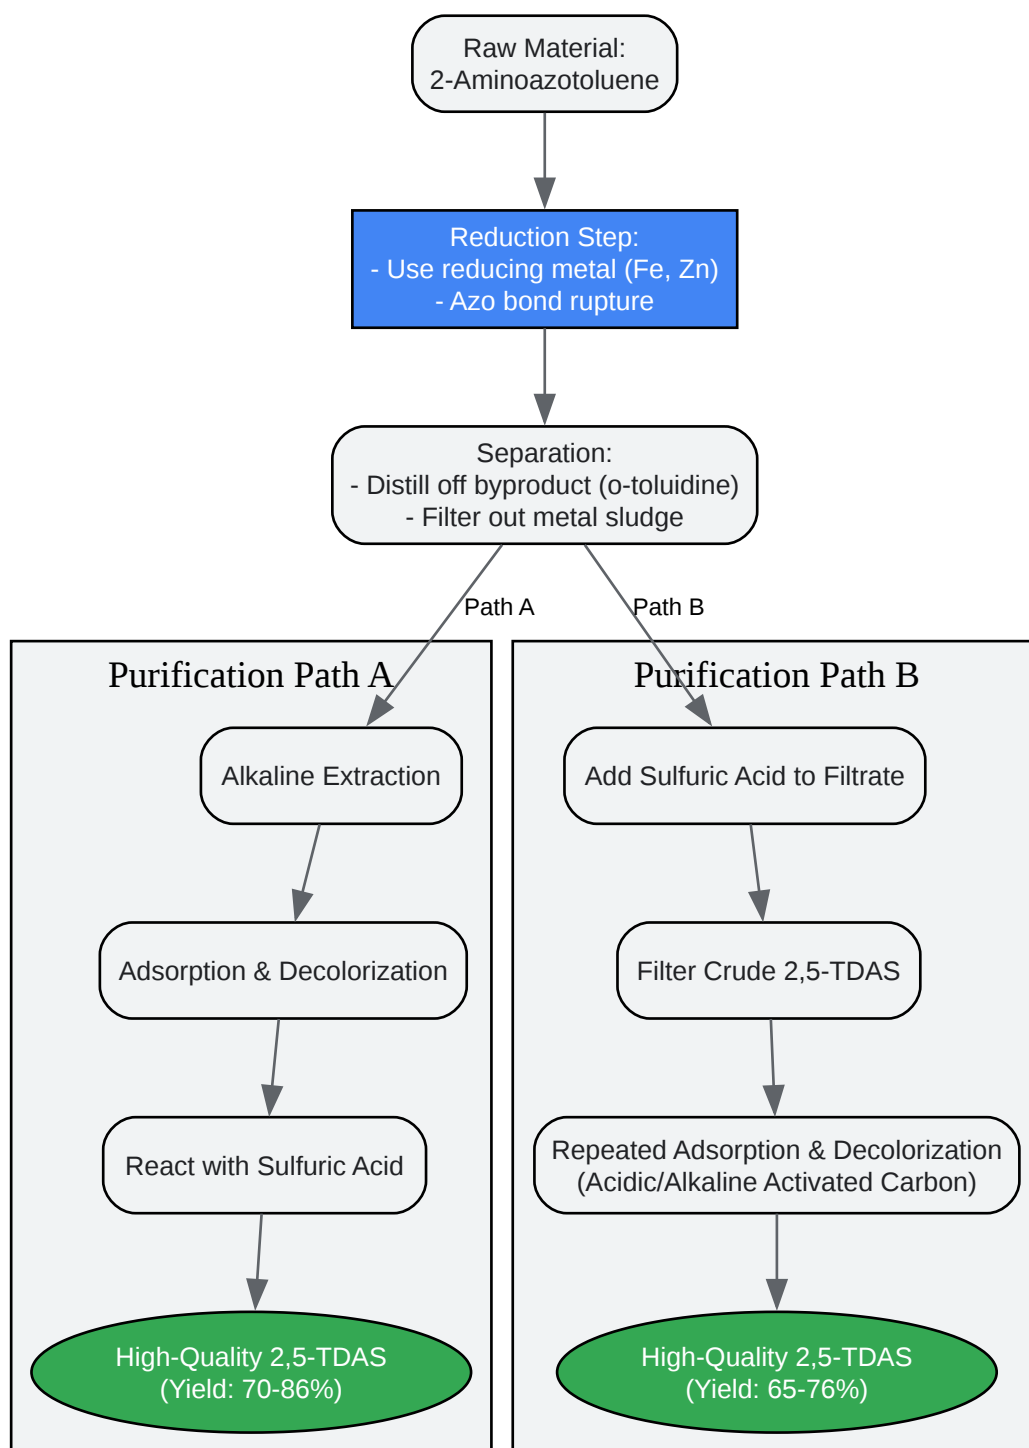 Raw Material:
2-Aminoazotoluene
Reduction Step:
- Use reducing metal (Fe, Zn)
- Azo bond rupture
Separation:
- Distill off byproduct (o-toluidine)
- Filter out metal sludge
Path A
Path B
Purification Path A
Alkaline Extraction
Adsorption & Decolorization
React with Sulfuric Acid
High-Quality 2,5-TDAS
(Yield: 70-86%)
Purification Path B
Add Sulfuric Acid to Filtrate
Filter Crude 2,5-TDAS
Repeated Adsorption & Decolorization
(Acidic/Alkaline Activated Carbon)
High-Quality 2,5-TDAS
(Yield: 65-76%)